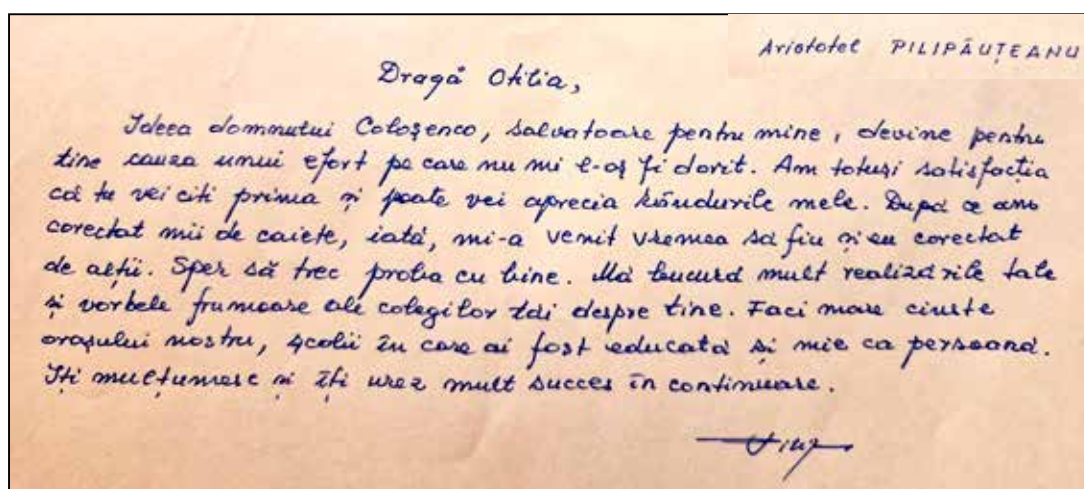 Aristotel PILIPĂUȚEANU
Dragă Otilia,
Ideea domnului Coloșenco, salvatoare pentru mine, devine pentru
tine cauza unui efort pe care nu mi l-aș fi dorit. Am totuși satisfacția
că tu vei citi prima și poate vei aprecia rândurile mele. După ce am
corectat mii de caiete, iată, mi-a venit vremea să fiu și eu corectat
de alții. Sper să trec proba cu bine. Mă bucură mult realizările tale
și vorbele frumoase ale colegilor tăi despre tine. Faci mare cinste
orașului nostru, școlii în care ai fost educată și mie ca persoană.
Iți mulțumesc și îți urez mult succes în continuare.